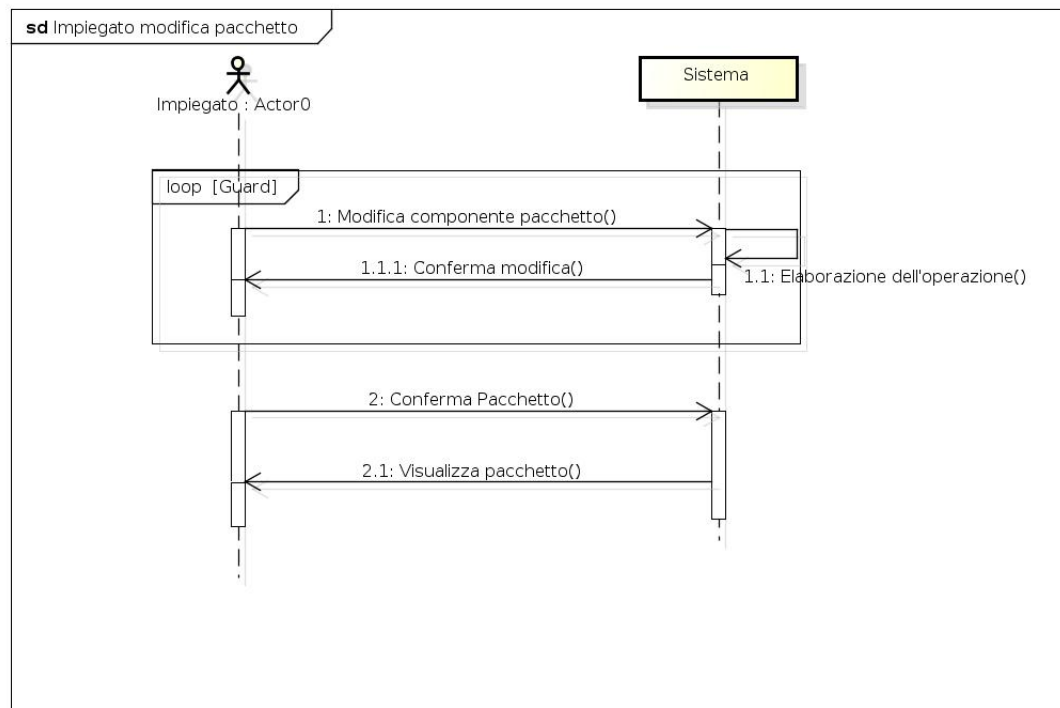 sd Impiegato modifica pacchetto
Impiegato : Actor0
Sistema
loop [Guard]
1: Modifica componente pacchetto()
1.1.1: Conferma modifica()
1.1: Elaborazione dell'operazione()
2: Conferma Pacchetto()
2.1: Visualizza pacchetto()